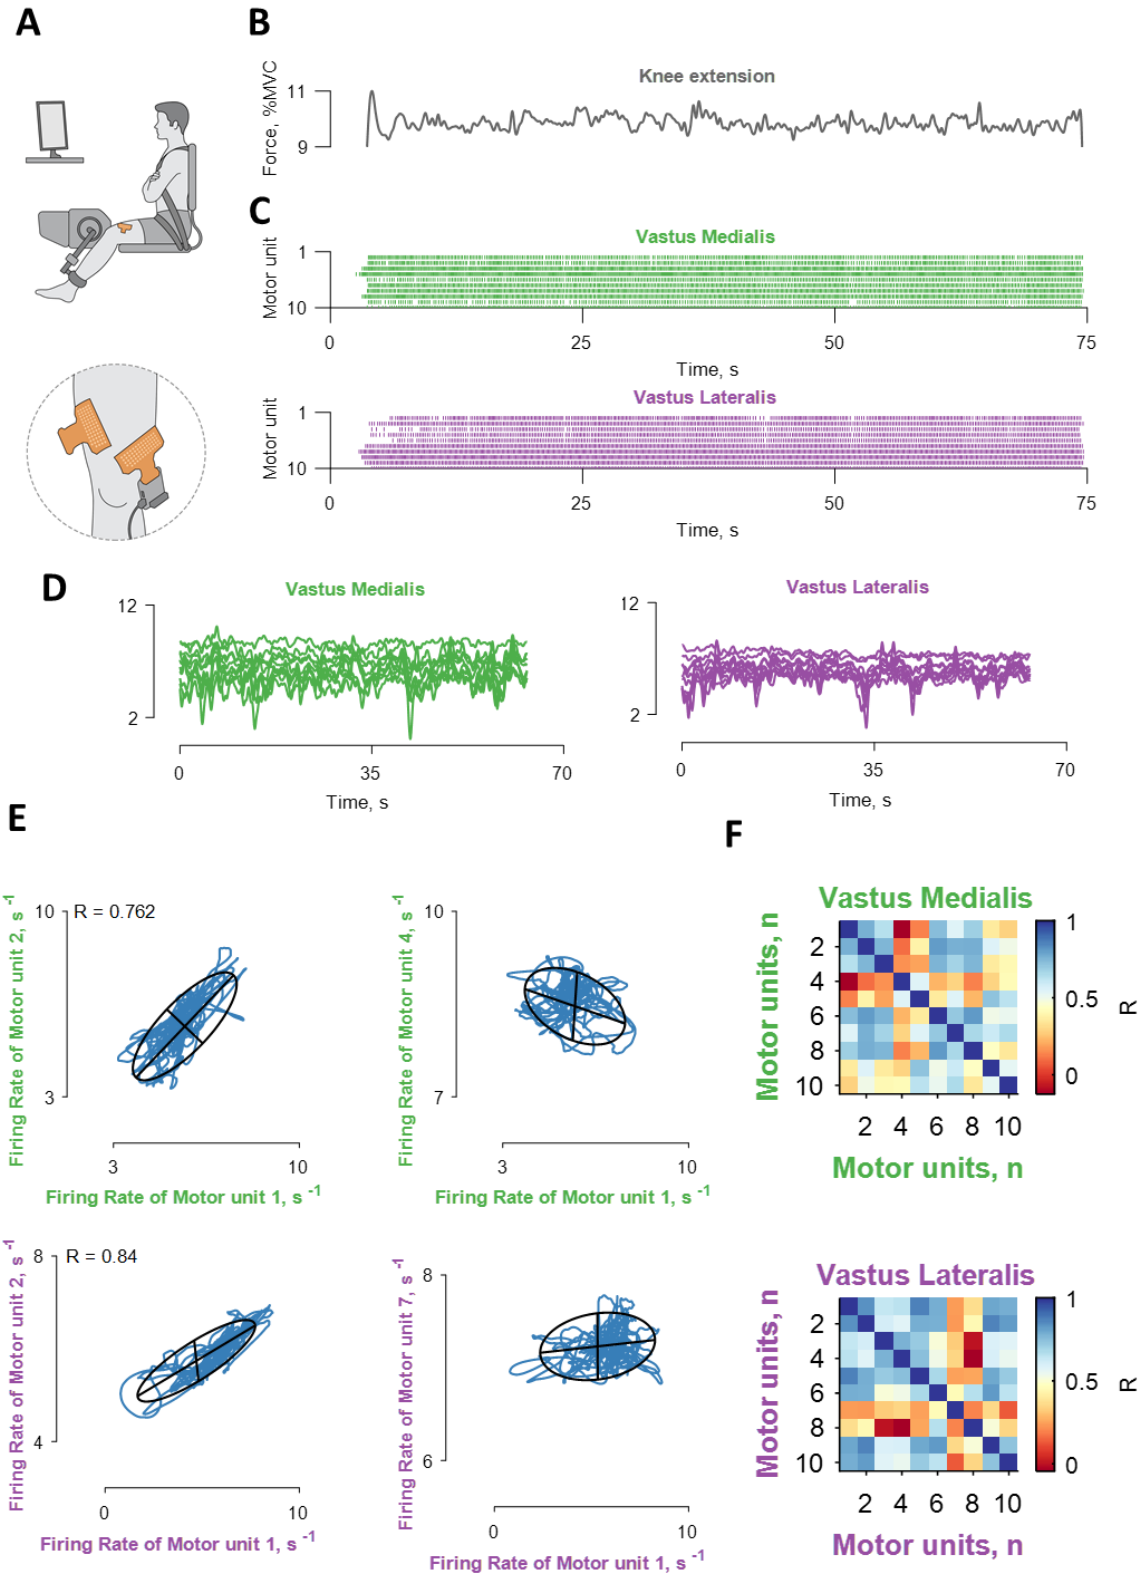 A
B
Knee extension
Force, %MVC
11
9
C
Vastus Medialis
Motor unit
1
10
0
25
50
75
Time, s
Vastus Lateralis
Motor unit
1
10
0
25
50
75
Time, s
D
Vastus Medialis
12
2
0
35
70
Time, s
Vastus Lateralis
12
2
0
35
70
Time, s
E
Firing Rate of Motor unit 2, s -1
10
R = 0.762
3
3
10
Firing Rate of Motor unit 1, s -1
Firing Rate of Motor unit 4, s -1
10
7
3
10
Firing Rate of Motor unit 1, s -1
Firing Rate of Motor unit 2, s -1
8
R = 0.84
4
0
10
Firing Rate of Motor unit 1, s -1
Firing Rate of Motor unit 7, s -1
8
6
0
10
Firing Rate of Motor unit 1, s -1
F
Vastus Medialis
Motor units, n
2
4
6
8
10
2 4 6 8 10
Motor units, n
1
0.5
0
R
Vastus Lateralis
Motor units, n
2
4
6
8
10
2 4 6 8 10
Motor units, n
1
0.5
0
R